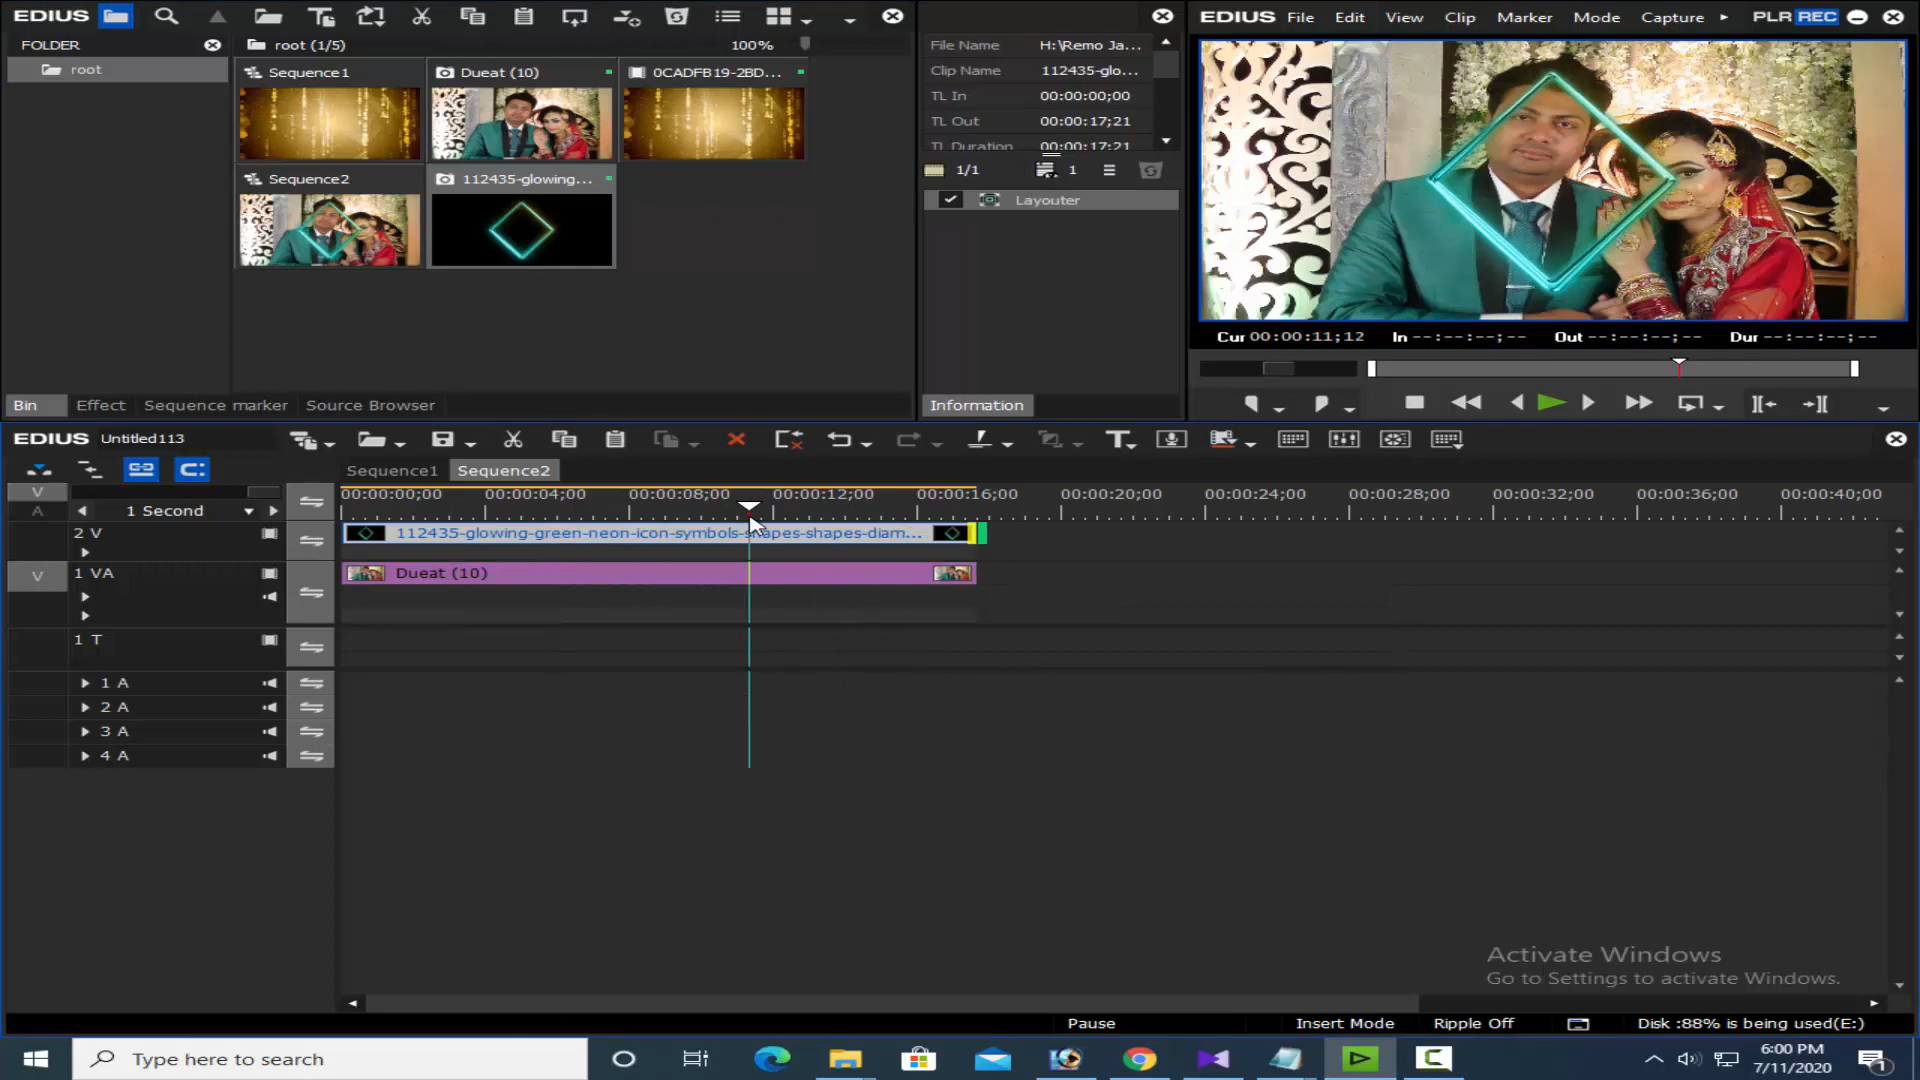 EDIUS
FOLDER
root
root (1/5)
100%
Sequence1
Dueat (10)
0CADFB19-2BD...
Sequence2
112435-glowing...
Bin
Effect
Sequence marker
Source Browser
File Name H:\Remo Ja...
Clip Name 112435-glo...
TL In 00:00:00;00
TL Out 00:00:17;21
TL Duration 00:00:17;21
1/1
1
Layouter
Information
EDIUS File Edit View Clip Marker Mode Capture PLR REC
Cur 00:00:11;12 In --:--:--;-- Out --:--:--;-- Dur --:--:--;--
EDIUS Untitled113
Sequence1 Sequence2
V
A
1 Second
00:00:00;00 00:00:04;00 00:00:08;00 00:00:12;00 00:00:16;00 00:00:20;00 00:00:24;00 00:00:28;00 00:00:32;00 00:00:36;00 00:00:40;00
2 V
112435-glowing-green-neon-icon-symbols-shapes-shapes-diam...
V
1 VA
Dueat (10)
1 T
1 A
2 A
3 A
4 A
Activate Windows
Go to Settings to activate Windows.
Pause
Insert Mode
Ripple Off
Disk :88% is being used(E:)
Type here to search
6:00 PM
7/11/2020
1